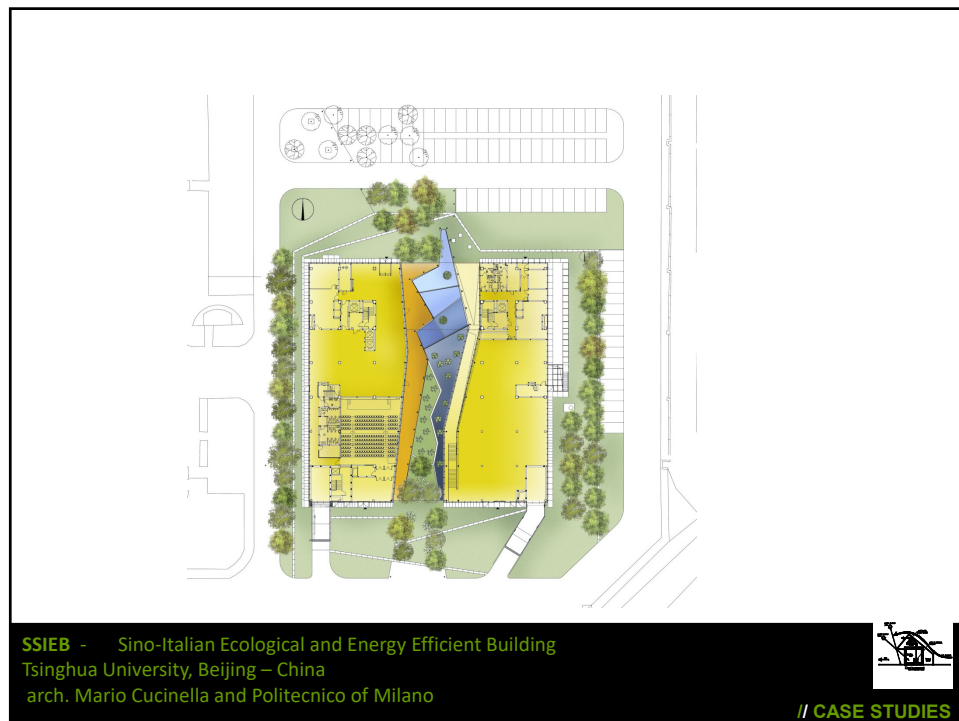 SSIEB - Sino-Italian Ecological and Energy Efficient Building
Tsinghua University, Beijing – China
arch. Mario Cucinella and Politecnico of Milano
// CASE STUDIES